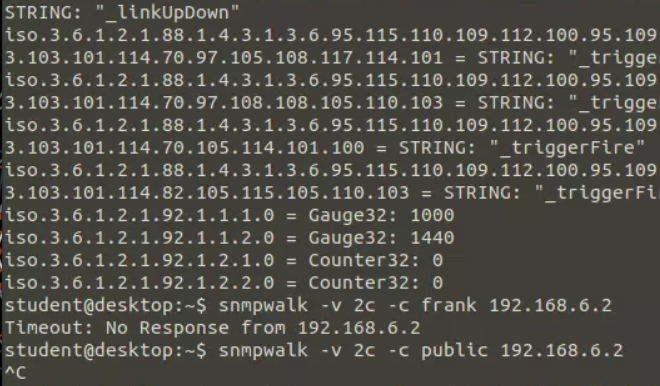 STRING: "_linkUpDown"
iso.3.6.1.2.1.88.1.4.3.1.3.6.95.115.110.109.112.100.95.109
3.103.101.114.70.97.105.108.117.114.101 = STRING: "_trigger
iso.3.6.1.2.1.88.1.4.3.1.3.6.95.115.110.109.112.100.95.109
3.103.101.114.70.97.108.108.105.110.103 = STRING: "_trigge
iso.3.6.1.2.1.88.1.4.3.1.3.6.95.115.110.109.112.100.95.109
3.103.101.114.70.105.114.101.100 = STRING: "_triggerFire"
iso.3.6.1.2.1.88.1.4.3.1.3.6.95.115.110.109.112.100.95.109
3.103.101.114.82.105.115.105.110.103 = STRING: "_triggerFi
iso.3.6.1.2.1.92.1.1.1.0 = Gauge32: 1000
iso.3.6.1.2.1.92.1.1.2.0 = Gauge32: 1440
iso.3.6.1.2.1.92.1.2.1.0 = Counter32: 0
iso.3.6.1.2.1.92.1.2.2.0 = Counter32: 0
student@desktop:~$ snmpwalk -v 2c -c frank 192.168.6.2
Timeout: No Response from 192.168.6.2
student@desktop:~$ snmpwalk -v 2c -c public 192.168.6.2
^C